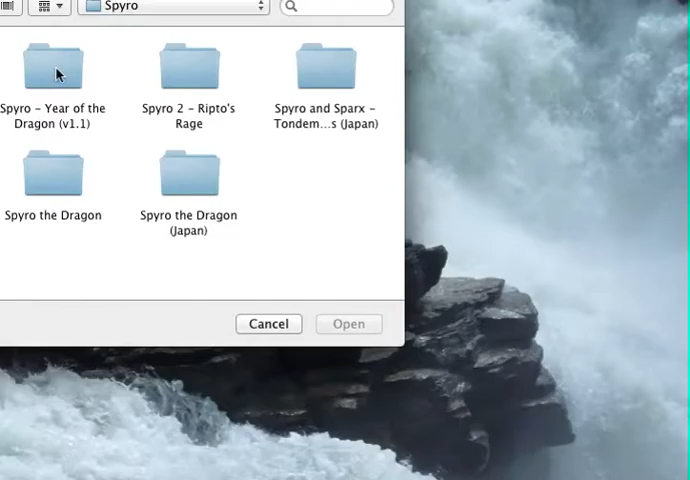 Spyro
Spyro - Year of the
Dragon (v1.1)
Spyro 2 - Ripto's
Rage
Spyro and Sparx -
Tondem...s (Japan)
Spyro the Dragon
Spyro the Dragon
(Japan)
Cancel
Open